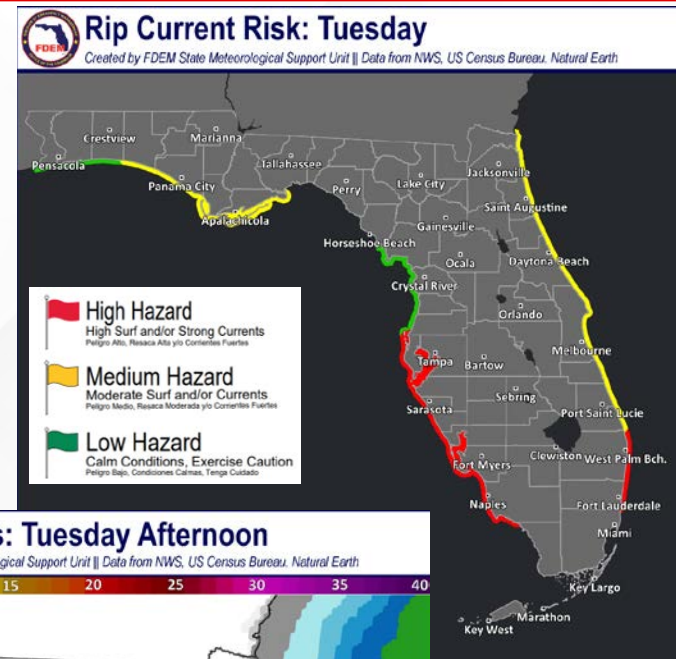 FDEM
Rip Current Risk: Tuesday
Created by FDEM State Meteorological Support Unit || Data from NWS, US Census Bureau. Natural Earth
Crestview
Marianna
Pensacola
Tallahassee
Jacksonville
Panama City
Perry
Lake City
Apalachicola
Saint Augustine
Gainesville
Horseshoe Beach
Ocala
Daytona Beach
Crystal River
Orlando
High Hazard
High Surf and/or Strong Currents
Peligro Alto, Resaca Alta y/o Corrientes Fuertes
Medium Hazard
Moderate Surf and/or Currents
Peligro Medio, Resaca Moderada y/o Corrientes Fuertes
Low Hazard
Calm Conditions, Exercise Caution
Peligro Bajo, Condiciones Calmas, Tenga Cuidado
Tampa
Bartow
Melbourne
Sarasota
Sebring
Port Saint Lucie
Fort Myers
Clewiston
West Palm Bch.
Naples
Fort Lauderdale
Miami
Key Largo
Marathon
Key West
s: Tuesday Afternoon
gical Support Unit || Data from NWS, US Census Bureau. Natural Earth
15 20 25 30 35 40